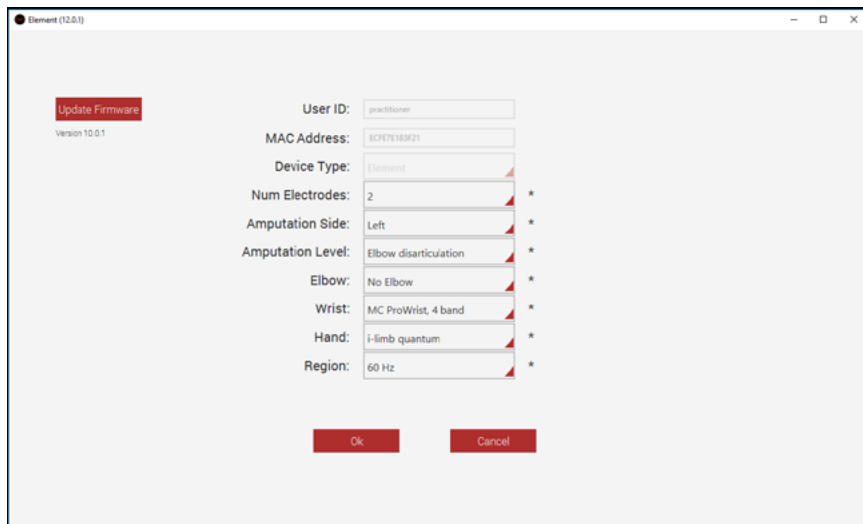 Element (12.0.1)
Update Firmware
Version 10.0.1
User ID: practitioner
MAC Address: ECFE7E183F21
Device Type: Element
Num Electrodes: 2 *
Amputation Side: Left *
Amputation Level: Elbow disarticulation *
Elbow: No Elbow *
Wrist: MC ProWrist, 4 band *
Hand: i-limb quantum *
Region: 60 Hz *
Ok Cancel